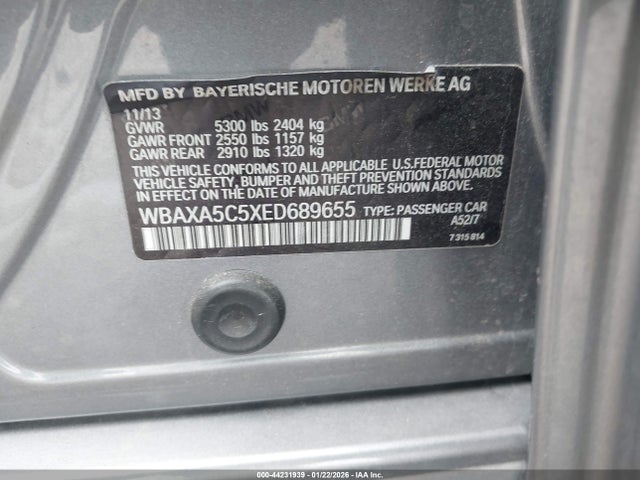 MFD BY BAYERISCHE MOTOREN WERKE AG
11/13
GVWR 5300 lbs 2404 kg
GAWR FRONT 2550 lbs 1157 kg
GAWR REAR 2910 lbs 1320 kg
THIS VEHICLE CONFORMS TO ALL APPLICABLE U.S.FEDERAL MOTOR
VEHICLE SAFETY, BUMPER, AND THEFT PREVENTION STANDARDS
IN EFFECT ON THE DATE OF MANUFACTURE SHOWN ABOVE.
WBAXA5C5XED689655 TYPE: PASSENGER CAR
A52/7
7 315 814
000-44231939 | 01/22/2026 | IAA Inc.